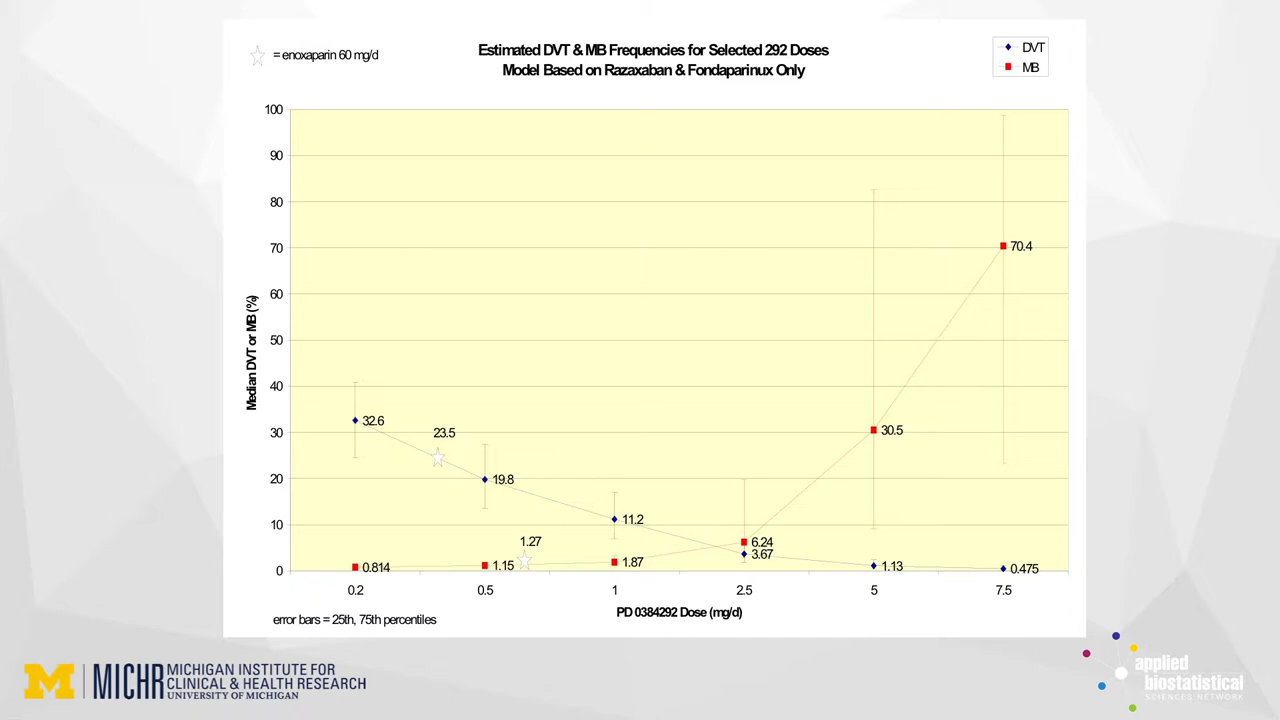 = enoxaparin 60 mg/d
Estimated DVT & MB Frequencies for Selected 292 Doses
Model Based on Razaxaban & Fondaparinux Only
DVT
MB
100
90
80
70
60
50
40
30
20
10
0
Median DVT or MB (%)
70.4
32.6
23.5
30.5
19.8
11.2
1.27
6.24
3.67
0.814
1.15
1.87
1.13
0.475
0.2 0.5 1 2.5 5 7.5
PD 0384292 Dose (mg/d)
error bars = 25th, 75th percentiles
M MICHR
MICHIGAN INSTITUTE FOR
CLINICAL & HEALTH RESEARCH
UNIVERSITY OF MICHIGAN
applied
biostatistical
SCIENCES NETWORK